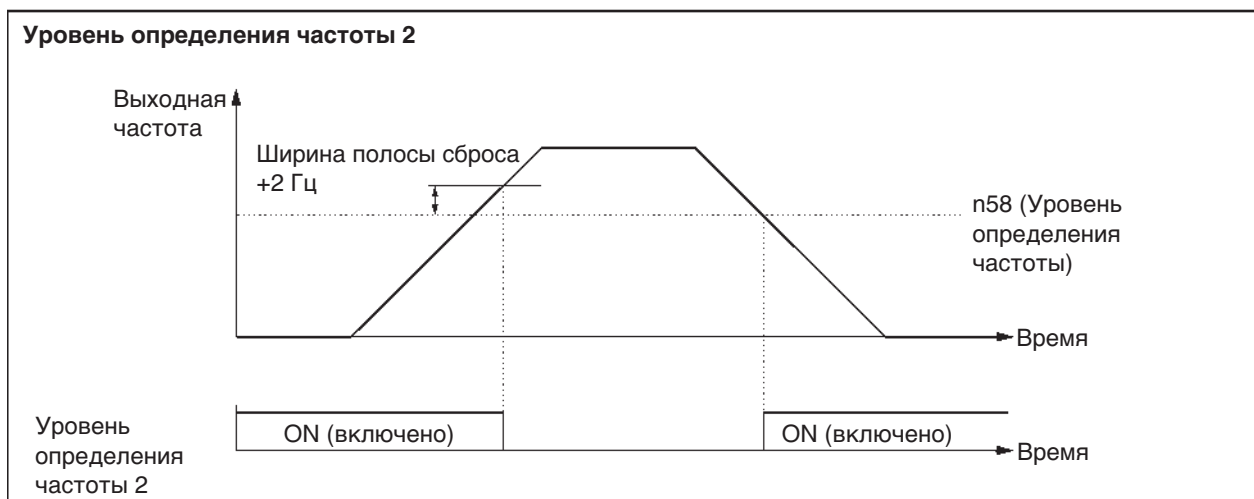 Уровень определения частоты 2
Выходная
частота
Ширина полосы сброса
+2 Гц
n58 (Уровень
определения
частоты)
Время
Уровень
определения
частоты 2
ON (включено)
ON (включено)
Время